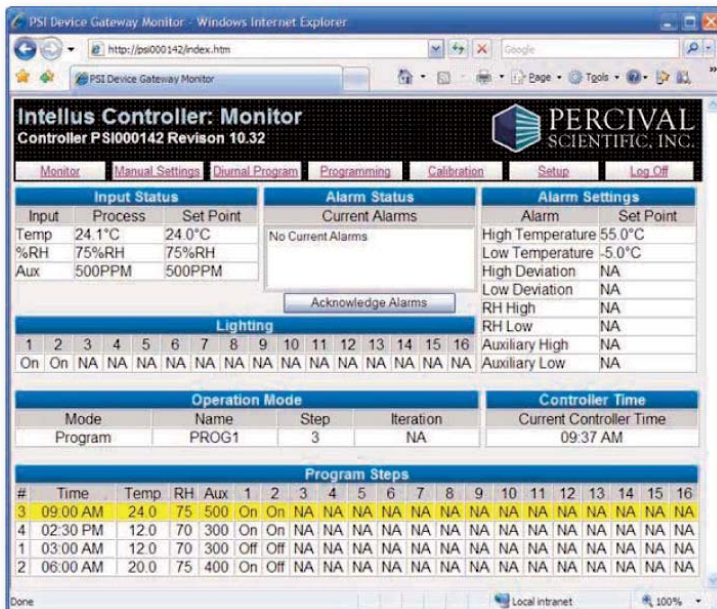 PSI Device Gateway Monitor - Windows Internet Explorer
http://psi000142/index.htm
Google
PSI Device Gateway Monitor
Page
Tools
Intellus Controller: Monitor
Controller PSI000142 Revison 10.32
PERCIVAL
SCIENTIFIC, INC.
Monitor Manual Settings Diurnal Program Programming Calibration Setup Log Off
Input Status
Input Process Set Point
Temp 24.1°C 24.0°C
%RH 75%RH 75%RH
Aux 500PPM 500PPM
Alarm Status
Current Alarms
No Current Alarms
Acknowledge Alarms
Alarm Settings
Alarm Set Point
High Temperature 55.0°C
Low Temperature -5.0°C
High Deviation NA
Low Deviation NA
RH High NA
RH Low NA
Auxiliary High NA
Auxiliary Low NA
Lighting
1 2 3 4 5 6 7 8 9 10 11 12 13 14 15 16
On On NA NA NA NA NA NA NA NA NA NA NA NA NA NA
Operation Mode
Mode Name Step Iteration
Program PROG1 3 NA
Controller Time
Current Controller Time
09:37 AM
Program Steps
# Time Temp RH Aux 1 2 3 4 5 6 7 8 9 10 11 12 13 14 15 16
3 09:00 AM 24.0 75 500 On On NA NA NA NA NA NA NA NA NA NA NA NA NA NA
4 02:30 PM 12.0 70 300 On On NA NA NA NA NA NA NA NA NA NA NA NA NA NA
1 03:00 AM 12.0 70 300 Off Off NA NA NA NA NA NA NA NA NA NA NA NA NA NA
2 06:00 AM 20.0 75 400 On Off NA NA NA NA NA NA NA NA NA NA NA NA NA NA
Done
Local intranet
100%